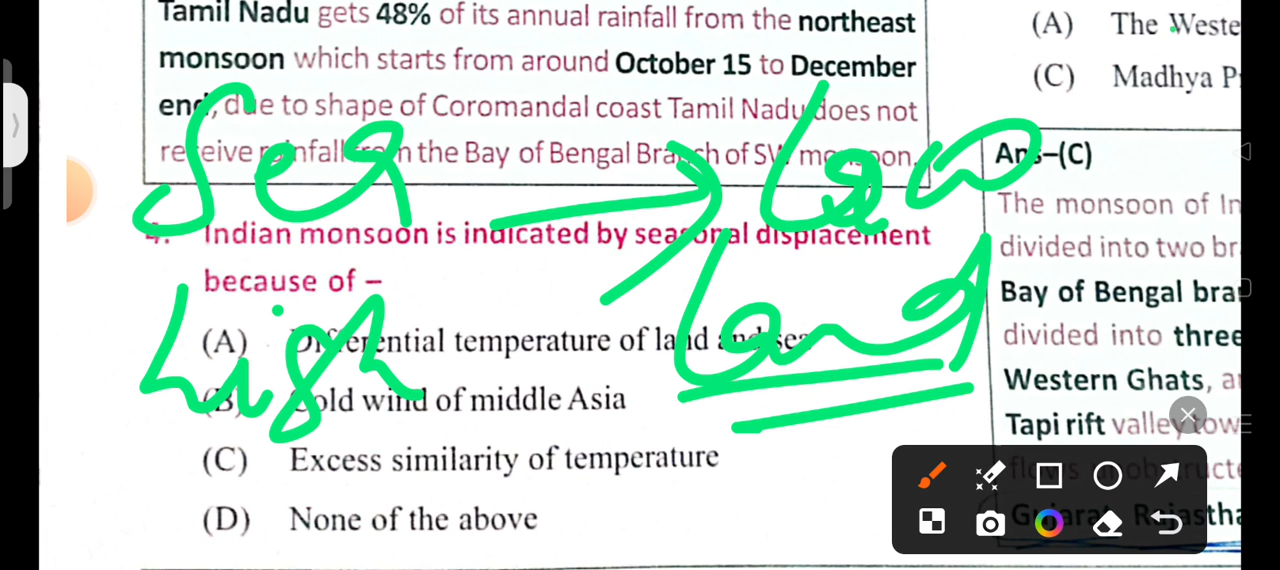 Tamil Nadu gets 48% of its annual rainfall from the northeast
monsoon which starts from around October 15 to December
end, due to shape of Coromandal coast Tamil Nadu does not
receive rainfall from the Bay of Bengal Branch of SW monsoon.
4. Indian monsoon is indicated by seasonal displacement
because of –
(A) Differential temperature of land and sea
(B) Cold wind of middle Asia
(C) Excess similarity of temperature
(D) None of the above
Sea → low
high land
(A) The Weste
(C) Madhya P
Ans–(C)
The monsoon of In
divided into two br
Bay of Bengal bra
divided into three
Western Ghats, a
Tapi rift valley tow
Gujarat, Rajastha